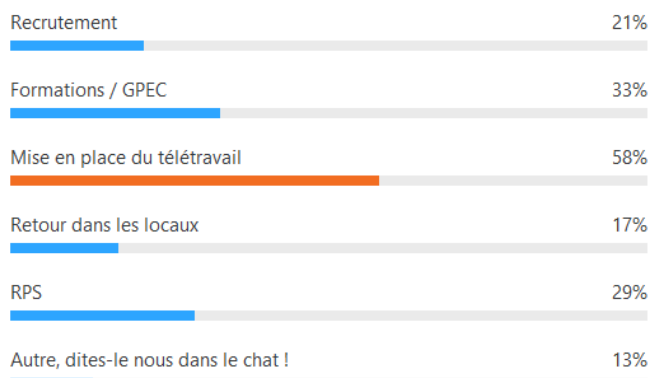 Recrutement 21%
Formations / GPEC 33%
Mise en place du télétravail 58%
Retour dans les locaux 17%
RPS 29%
Autre, dites-le nous dans le chat ! 13%